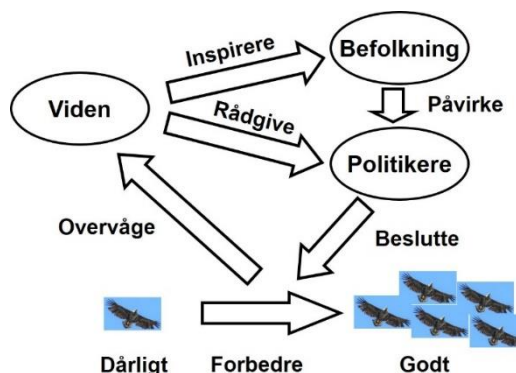 Inspirere
Befolkning
Viden
Rådgive
Påvirke
Politikere
Overvåge
Beslutte
Dårligt
Forbedre
Godt